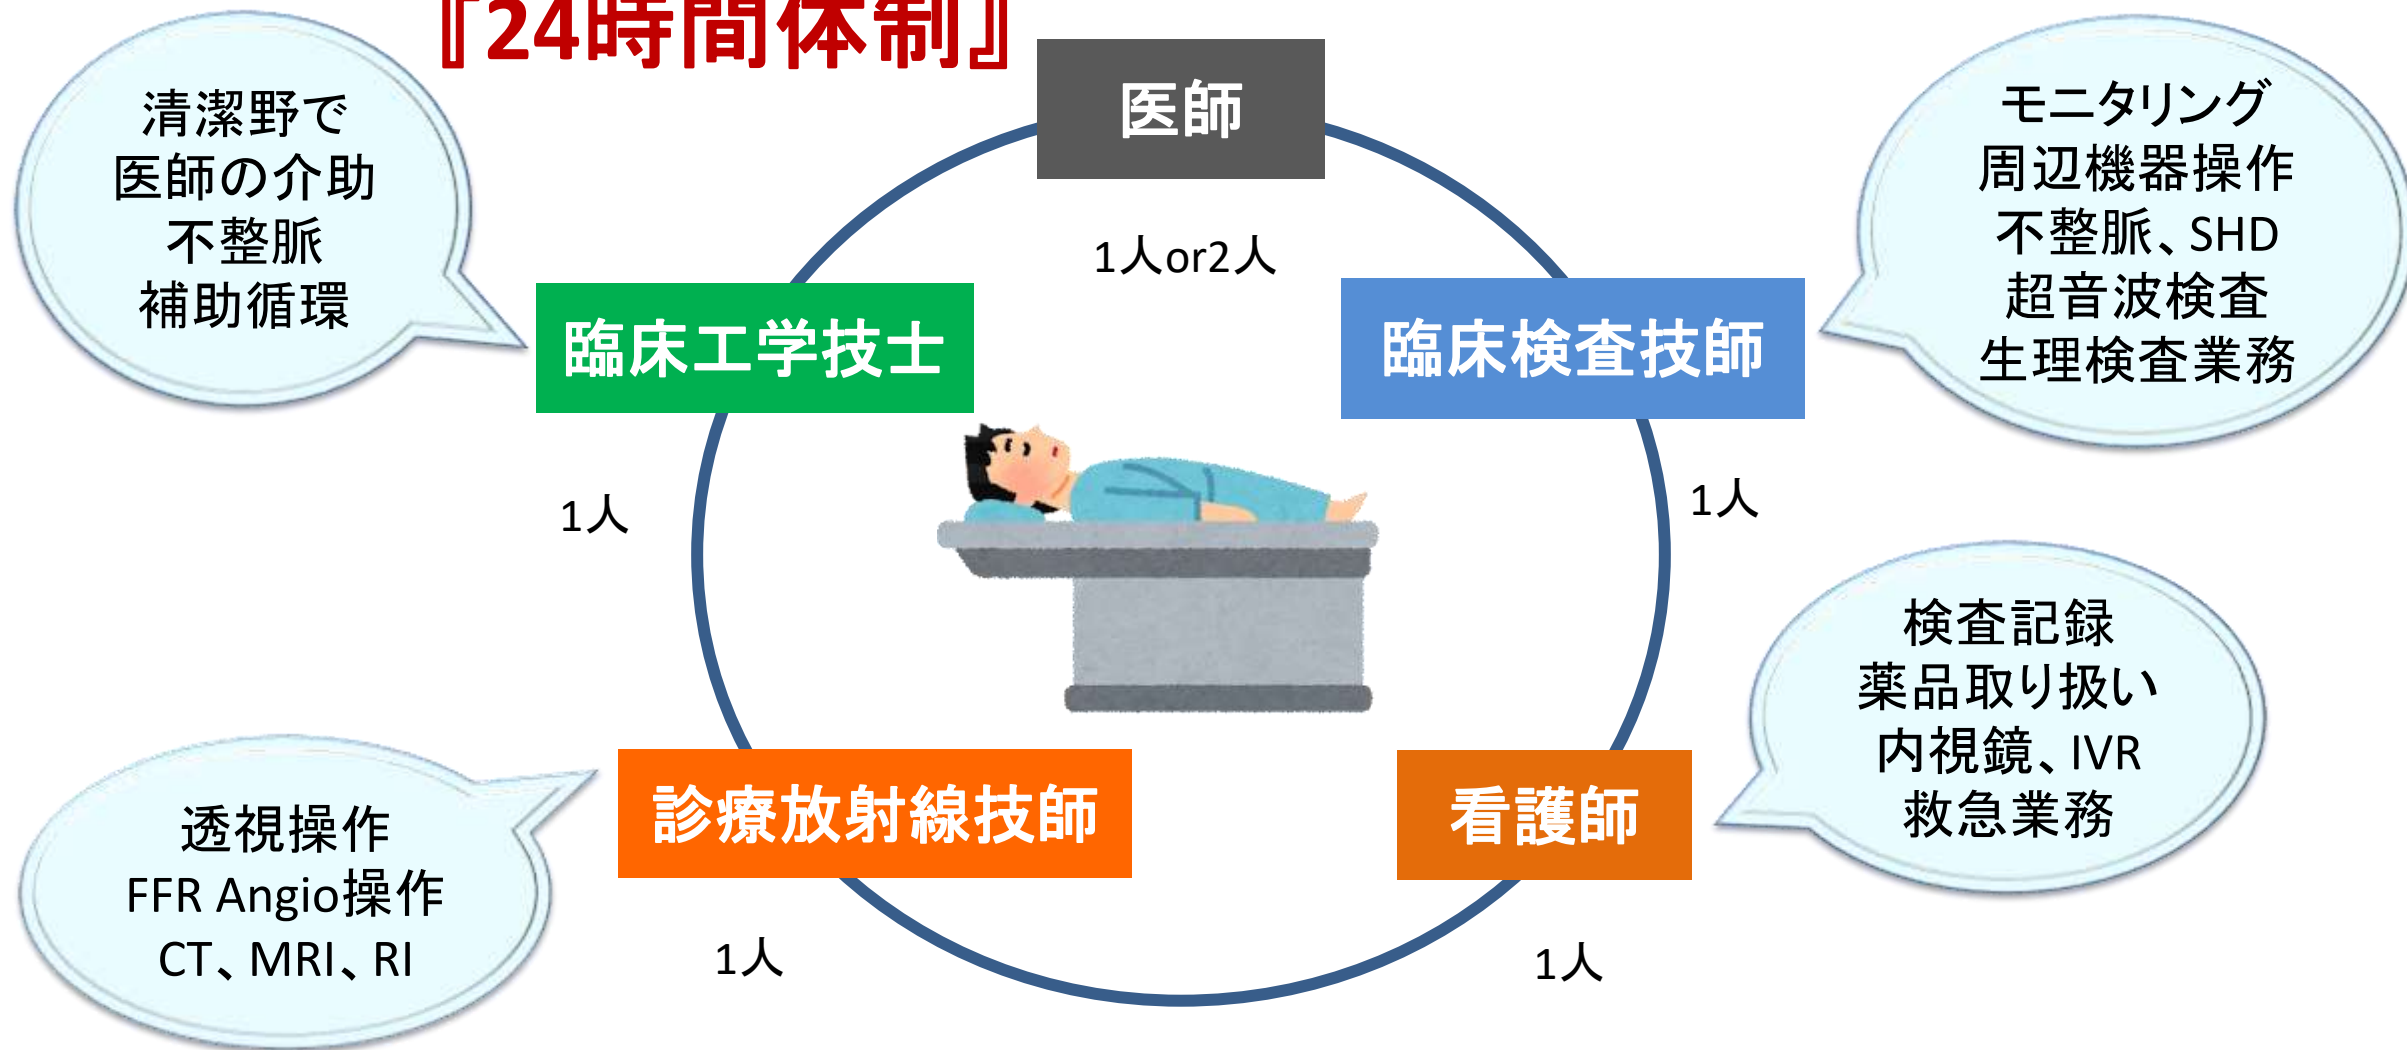 『24時間体制』
医師
1人or2人
清潔野で
医師の介助
不整脈
補助循環
臨床工学技士
1人
モニタリング
周辺機器操作
不整脈、SHD
超音波検査
生理検査業務
臨床検査技師
1人
透視操作
FFR Angio操作
CT、MRI、RI
診療放射線技師
1人
検査記録
薬品取り扱い
内視鏡、IVR
救急業務
看護師
1人